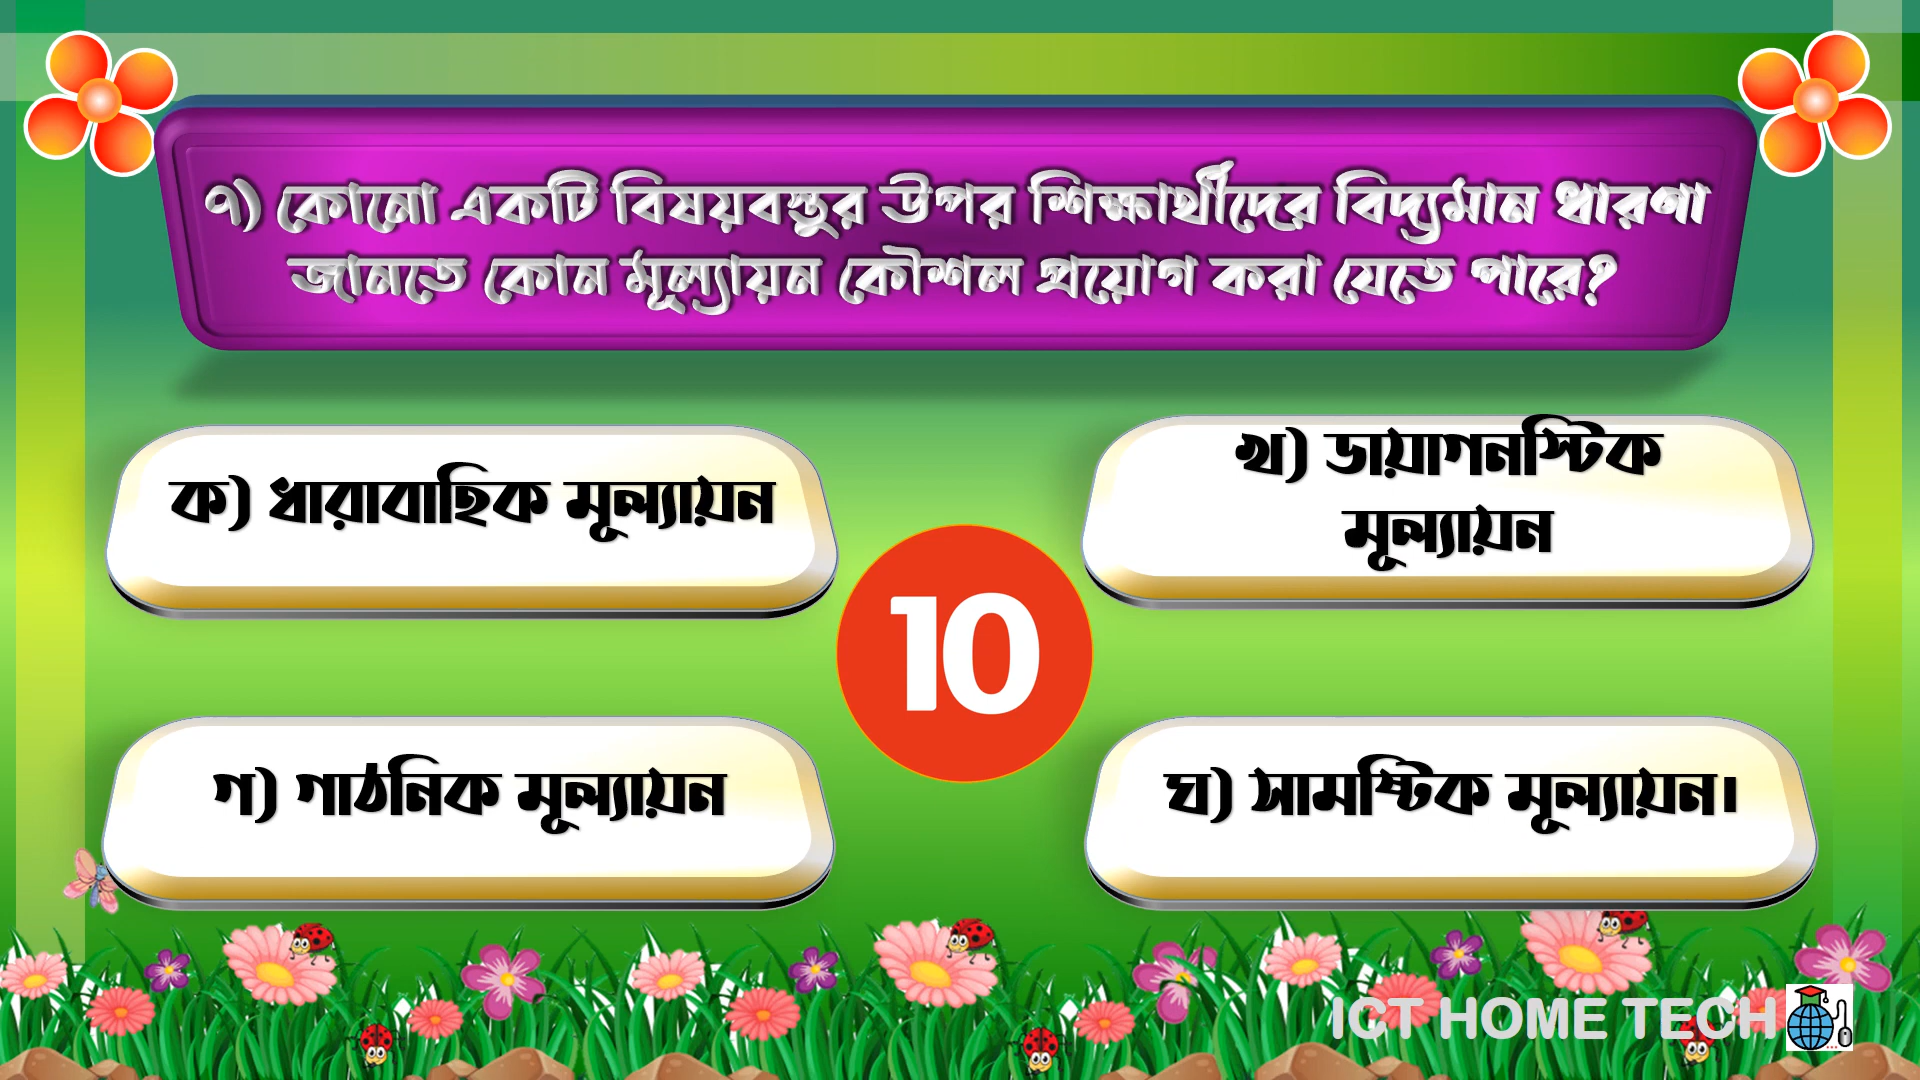 ৭) কোনো একটি বিষয়বস্তুর উপর শিক্ষার্থীদের বিদ্যমান ধারণা
জানতে কোন মূল্যায়ন কৌশল প্রয়োগ করা যেতে পারে?
ক) ধারাবাহিক মূল্যায়ন
খ) ডায়াগনস্টিক
মূল্যায়ন
10
গ) গাঠনিক মূল্যায়ন
ঘ) সামষ্টিক মূল্যায়ন।
ICT HOME TECH